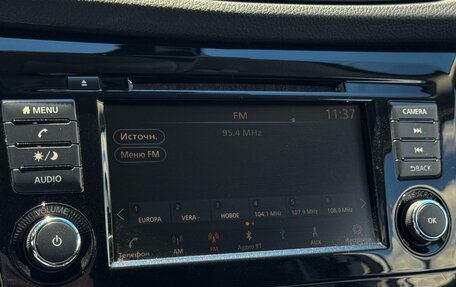 MENU
AUDIO
VOLUME
FM
11:37
Источн.
95.4 MHz
Меню FM
1 2 3 4 5 6
EUROPA VERA - НОВОЕ 104.1 MHz 107.9 MHz 108.0 MHz
Телефон AM FM Аудио BT AUX
CAMERA
BACK
OK